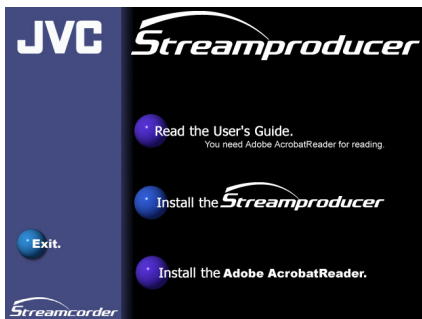 JVC
Streamproducer
Read the User's Guide.
You need Adobe AcrobatReader for reading.
Install the Streamproducer
Exit.
Install the Adobe AcrobatReader.
Streamcorder